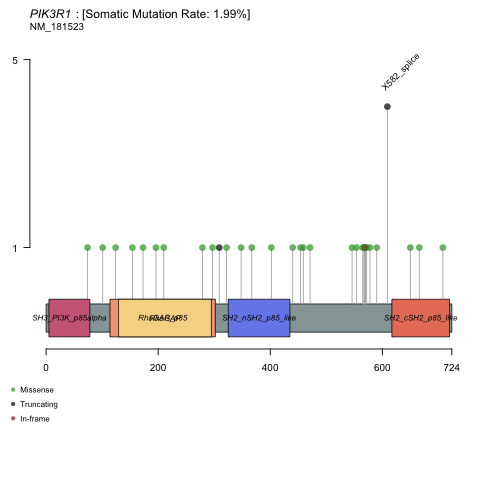 PIK3R1 : [Somatic Mutation Rate: 1.99%]
NM_181523
5
X582_splice
1
SH3_PI3K_p85alpha
SH2_nSH2_p85_like
SH2_cSH2_p85_like
0
200
400
600
724
Missense
Truncating
In-frame